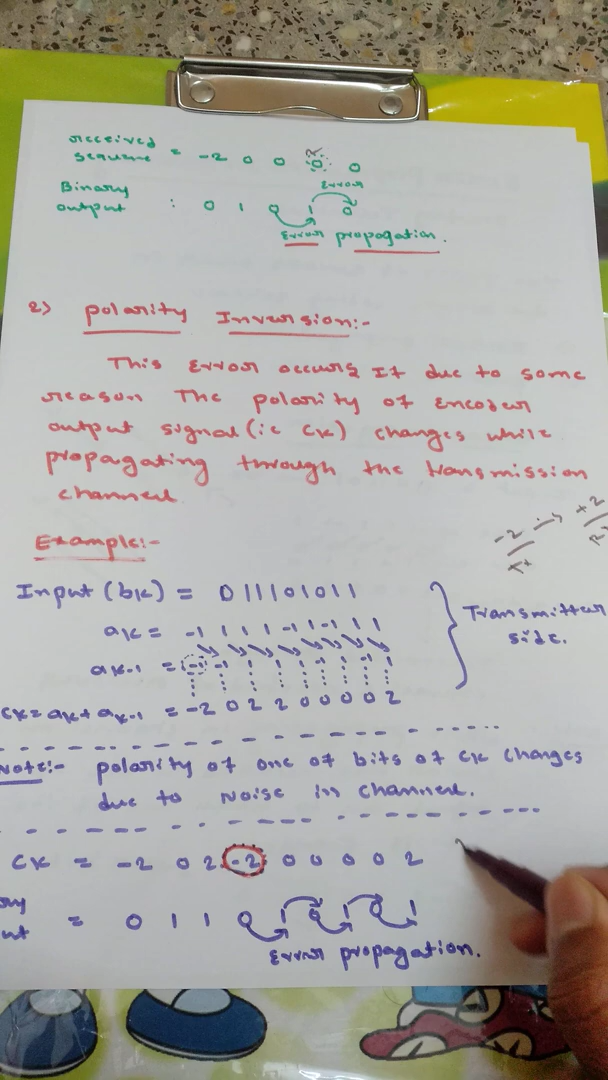 received
sequence = -2 0 0 0 0
Error
Binary
output : 0 1 0 1 0
Error propagation.
2) Polarity Inversion:-
This Error occurs If due to some
reason The polarity of Encoder
output signal (ie Ck) changes while
propagating through the transmission
channel.
-2 → +2
Example:-
Input (bk) = 0 1 1 1 0 1 0 1 1
ak = -1 1 1 1 -1 1 -1 1 1
ak-1 = -1 -1 1 1 1 -1 1 -1 1
Transmitter
side.
Ck = ak + ak-1 = -2 0 2 2 0 0 0 0 2
Note:- polarity of one of bits of Ck changes
due to Noise in channel.
Ck = -2 0 2 -2 0 0 0 0 2
= 0 1 1 0 1 0 1 0 1
Error propagation.